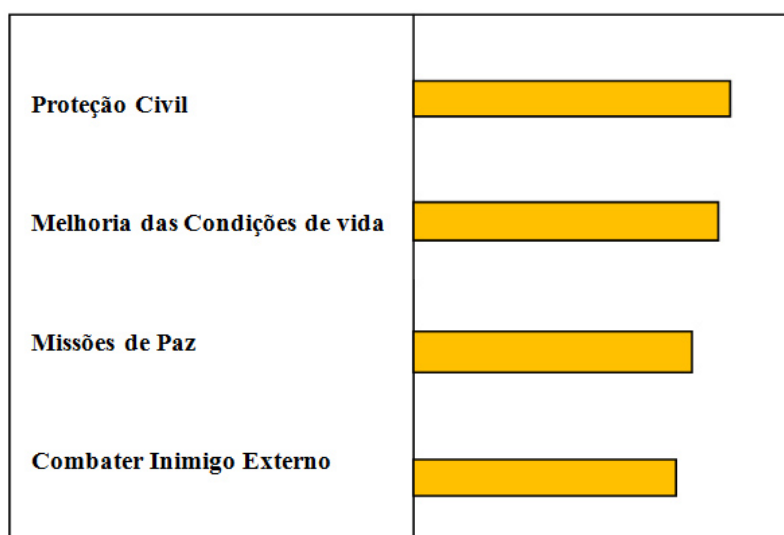 Proteção Civil
Melhoria das Condições de vida
Missões de Paz
Combater Inimigo Externo